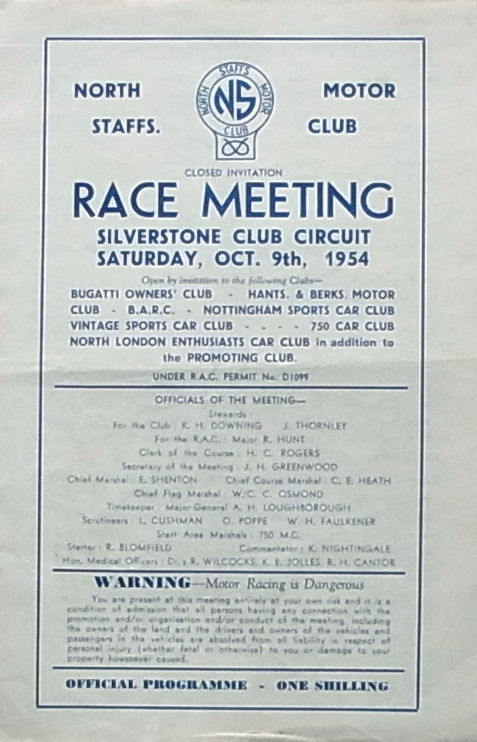 NORTH STAFFS. MOTOR CLUB
NORTH STAFFS MOTOR CLUB
NS
CLOSED INVITATION
RACE MEETING
SILVERSTONE CLUB CIRCUIT
SATURDAY, OCT. 9th, 1954
Open by invitation to the following Clubs—
BUGATTI OWNERS' CLUB - HANTS. & BERKS. MOTOR
CLUB - B.A.R.C. - NOTTINGHAM SPORTS CAR CLUB
VINTAGE SPORTS CAR CLUB - - - - 750 CAR CLUB
NORTH LONDON ENTHUSIASTS CAR CLUB in addition to
the PROMOTING CLUB.
UNDER R.A.C. PERMIT No. D1099
OFFICIALS OF THE MEETING—
Stewards :
For the Club : K. H. DOWNING J. THORNLEY
For the R.A.C. : Major R. HUNT
Clerk of the Course : H. C. ROGERS
Secretary of the Meeting : J. H. GREENWOOD
Chief Marshal : E. SHENTON Chief Course Marshal : C. E. HEATH
Chief Flag Marshal : W/C. C. OSMOND
Timekeeper : Major-General A. H. LOUGHBOROUGH
Scrutineers : L. CUSHMAN O. POPPE W. H. FAULKENER
Start Area Marshals : 750 M.C.
Starter : R. BLOMFIELD Commentator : K. NIGHTINGALE
Hon. Medical Officers : Dr.s R. WILCOCKS, K. E. JOLLES, R. H. CANTOR
WARNING—Motor Racing is Dangerous
You are present at this meeting entirely at your own risk and it is a
condition of admission that all persons having any connection with the
promotion and/or organisation and/or conduct of the meeting, including
the owners of the land and the drivers and owners of the vehicles and
passengers in the vehicles are absolved from all liability in respect of
personal injury (whether fatal or otherwise) to you or damage to your
property howsoever caused.
OFFICIAL PROGRAMME - ONE SHILLING